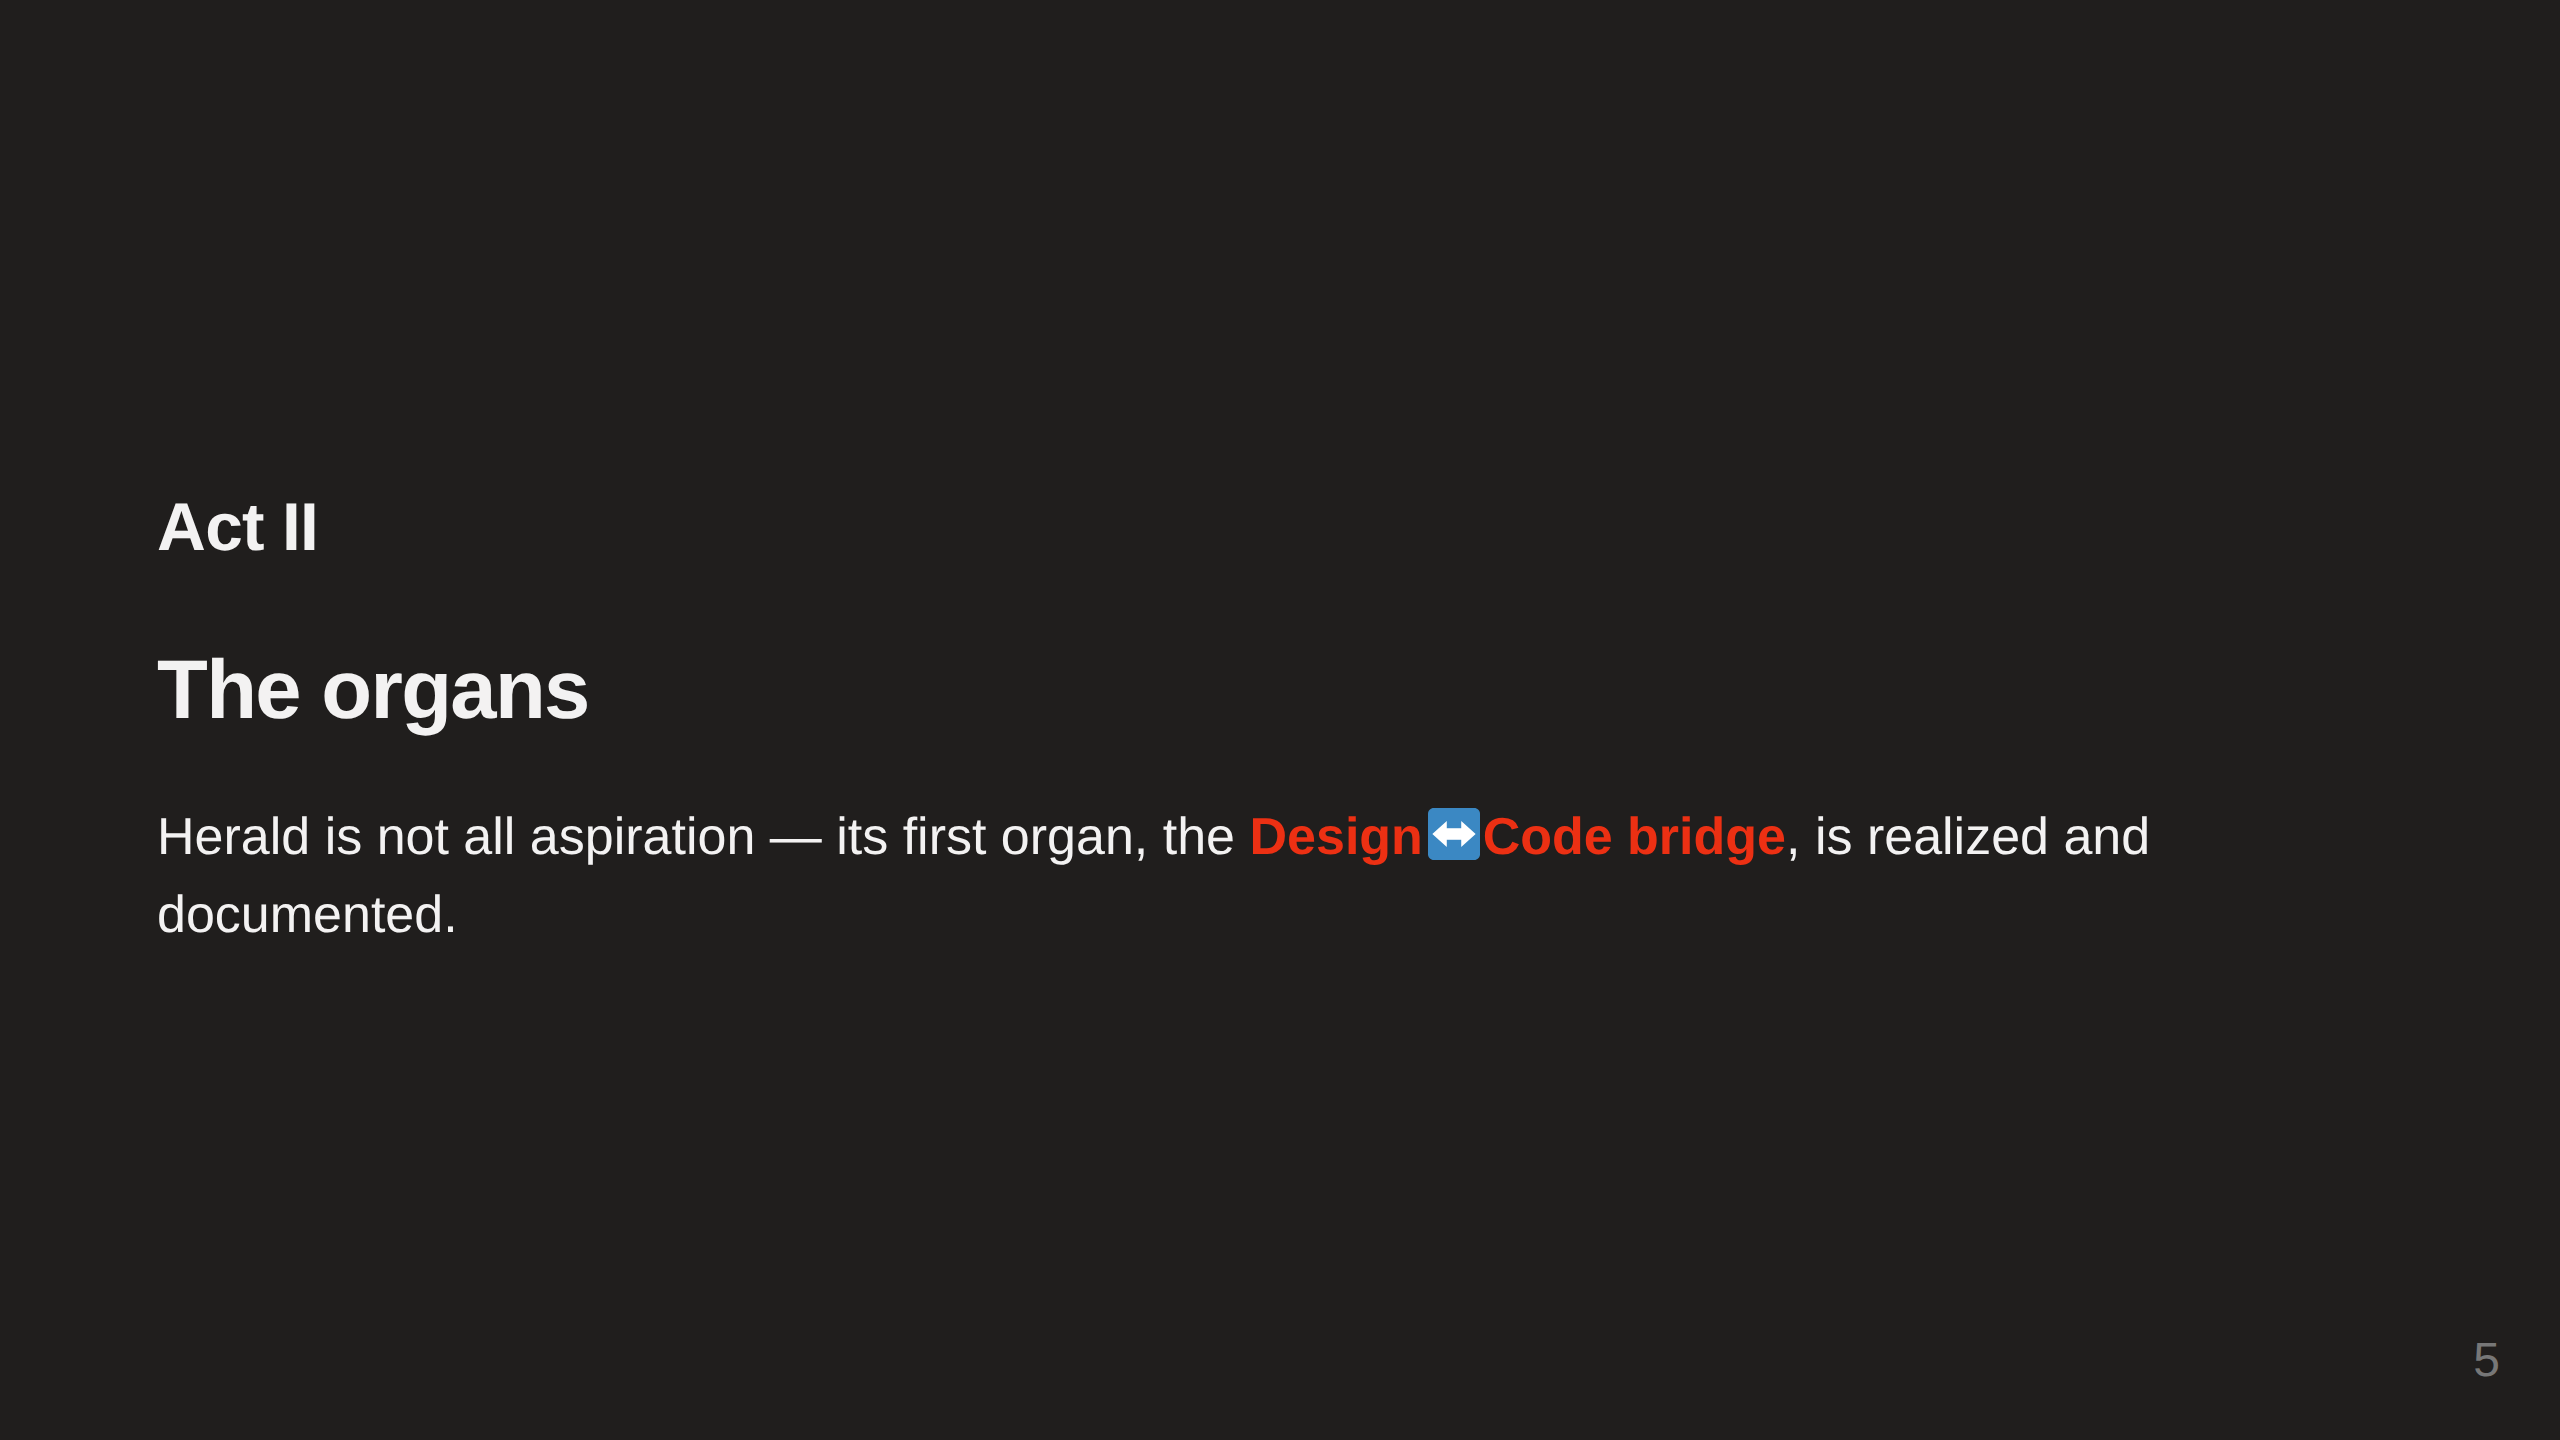 Act II
The organs
Herald is not all aspiration — its first organ, the Design↔️Code bridge, is realized and
documented.
5